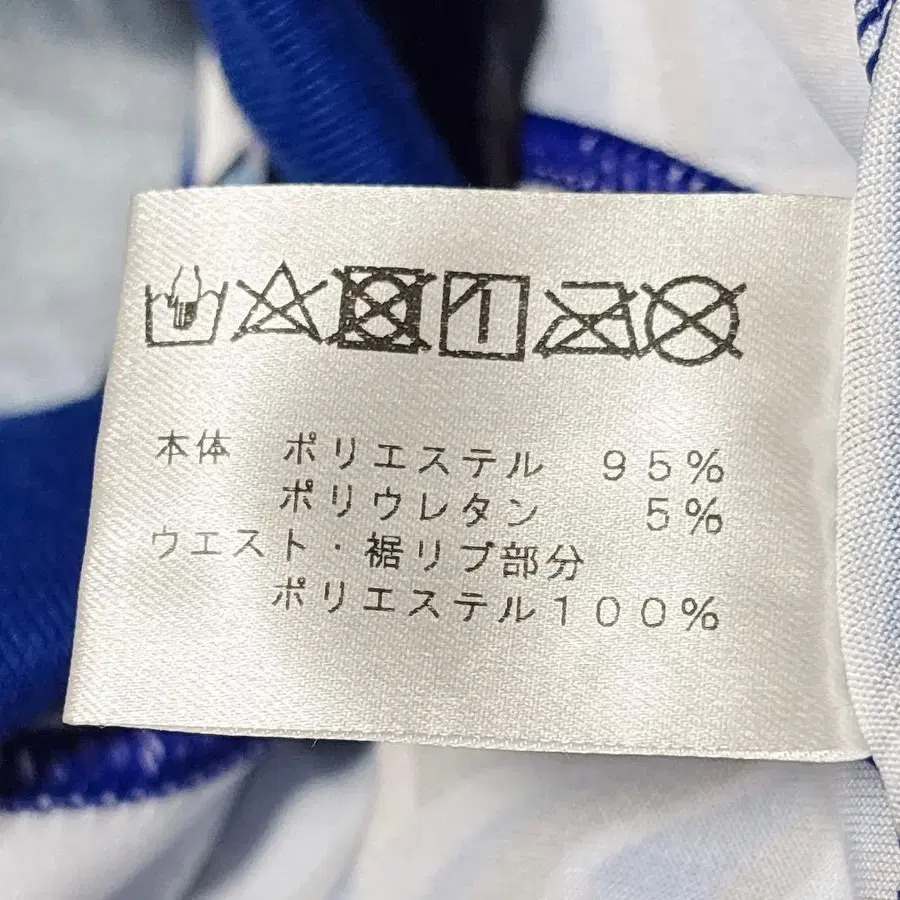 本体 ポリエステル 95%
ポリウレタン 5%
ウエスト・裾リブ部分
ポリエステル100%